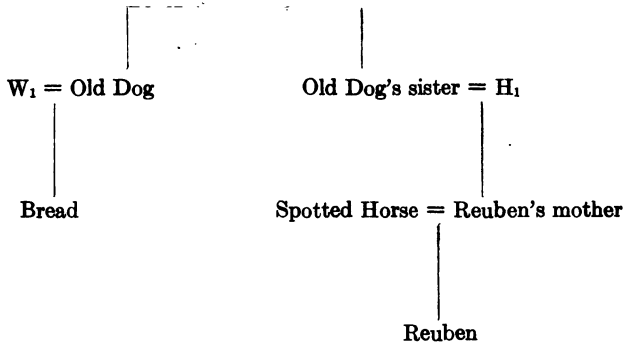 W₁ = Old Dog Old Dog's sister = H₁
Bread Spotted Horse = Reuben's mother
Reuben